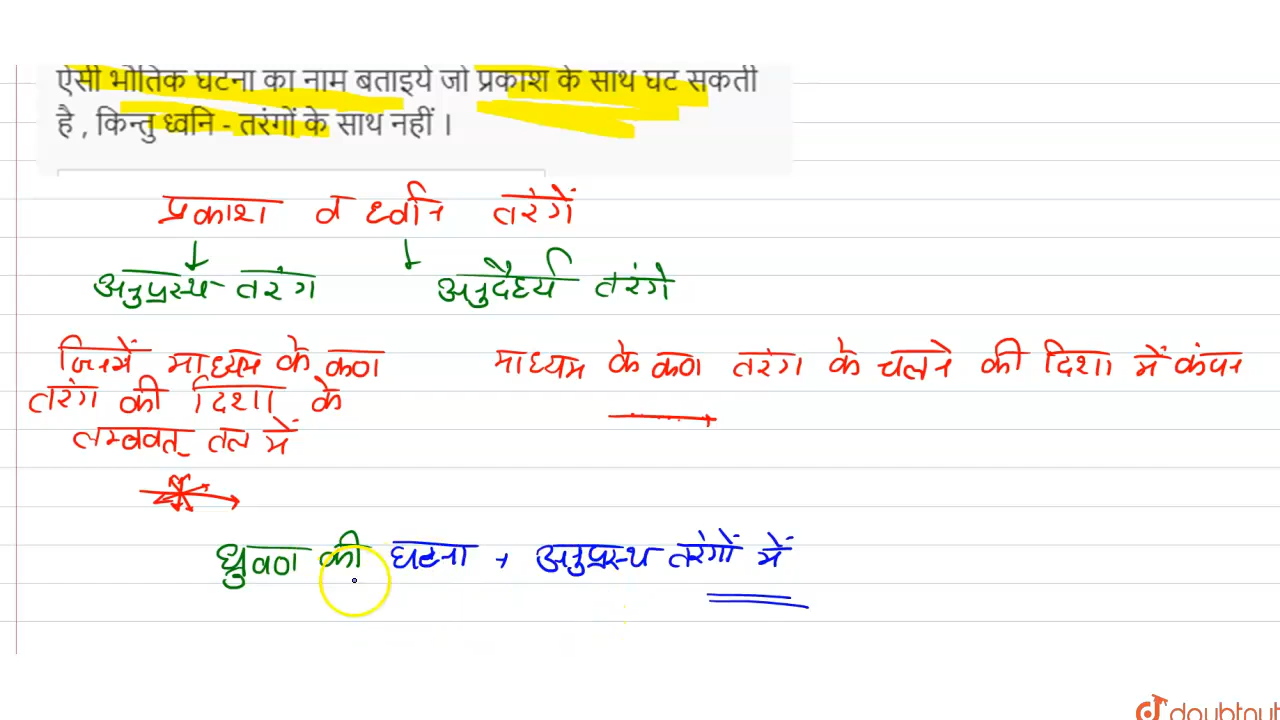 ऐसी भौतिक घटना का नाम बताइये जो प्रकाश के साथ घट सकती
है , किन्तु ध्वनि - तरंगों के साथ नहीं ।
प्रकाश व ध्वनि तरंगें
अनुप्रस्थ तरंग अनुदैर्ध्य तरंगे
जिनमें माध्यम के कण माध्यम के कण तरंग के चलने की दिशा में कंपन
तरंग की दिशा के
लम्बवत् तल में
ध्रुवण की घटना , अनुप्रस्थ तरंगों में
doubtnut